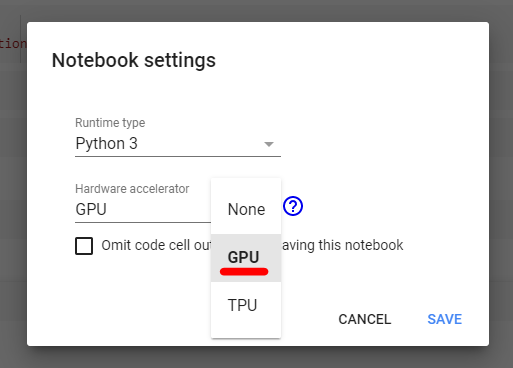 tion
Notebook settings
Runtime type
Python 3
Hardware accelerator
GPU
None
?
GPU
Omit code cell out aving this notebook
TPU
CANCEL SAVE